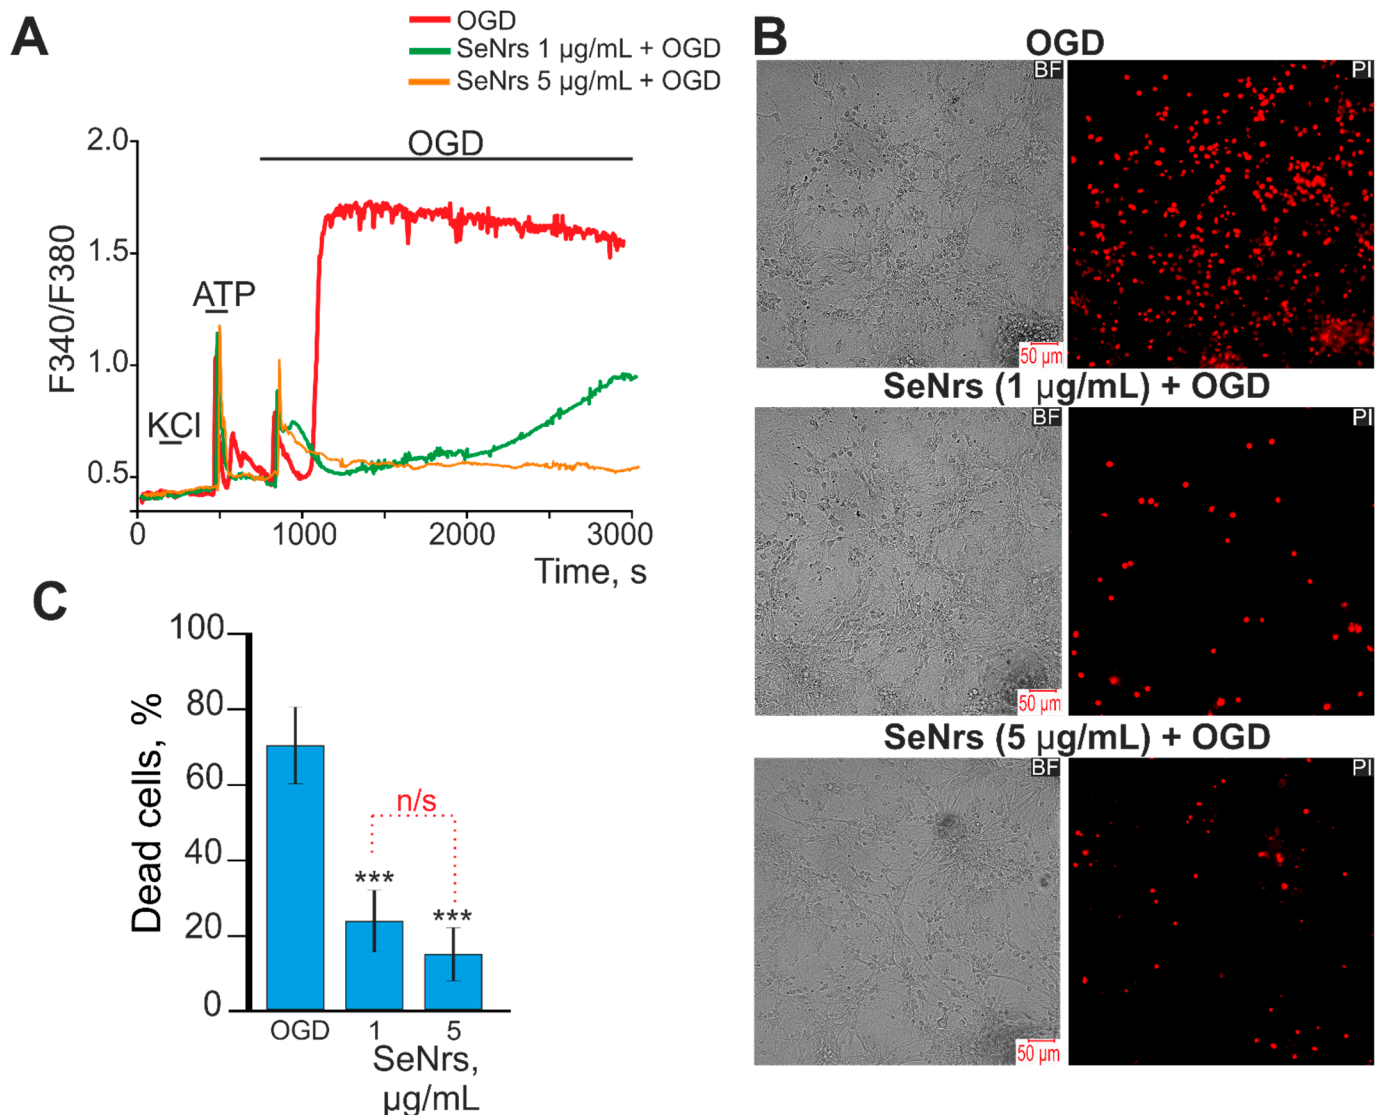 A
OGD
SeNrs 1 µg/mL + OGD
SeNrs 5 µg/mL + OGD
2.0
OGD
1.5
ATP
F340/F380
1.0
KCl
0.5
0
1000
2000
3000
Time, s
B
OGD
BF
PI
50 µm
SeNrs (1 µg/mL) + OGD
BF
PI
50 µm
SeNrs (5 µg/mL) + OGD
BF
PI
50 µm
C
100
80
60
40
20
0
Dead cells, %
n/s
***
***
OGD
1
5
SeNrs,
µg/mL